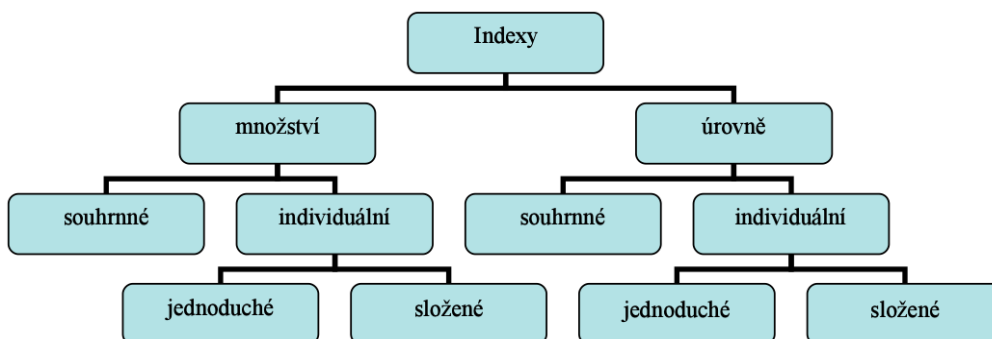 Indexy
množství
úrovně
souhrnné
individuální
souhrnné
individuální
jednoduché
složené
jednoduché
složené